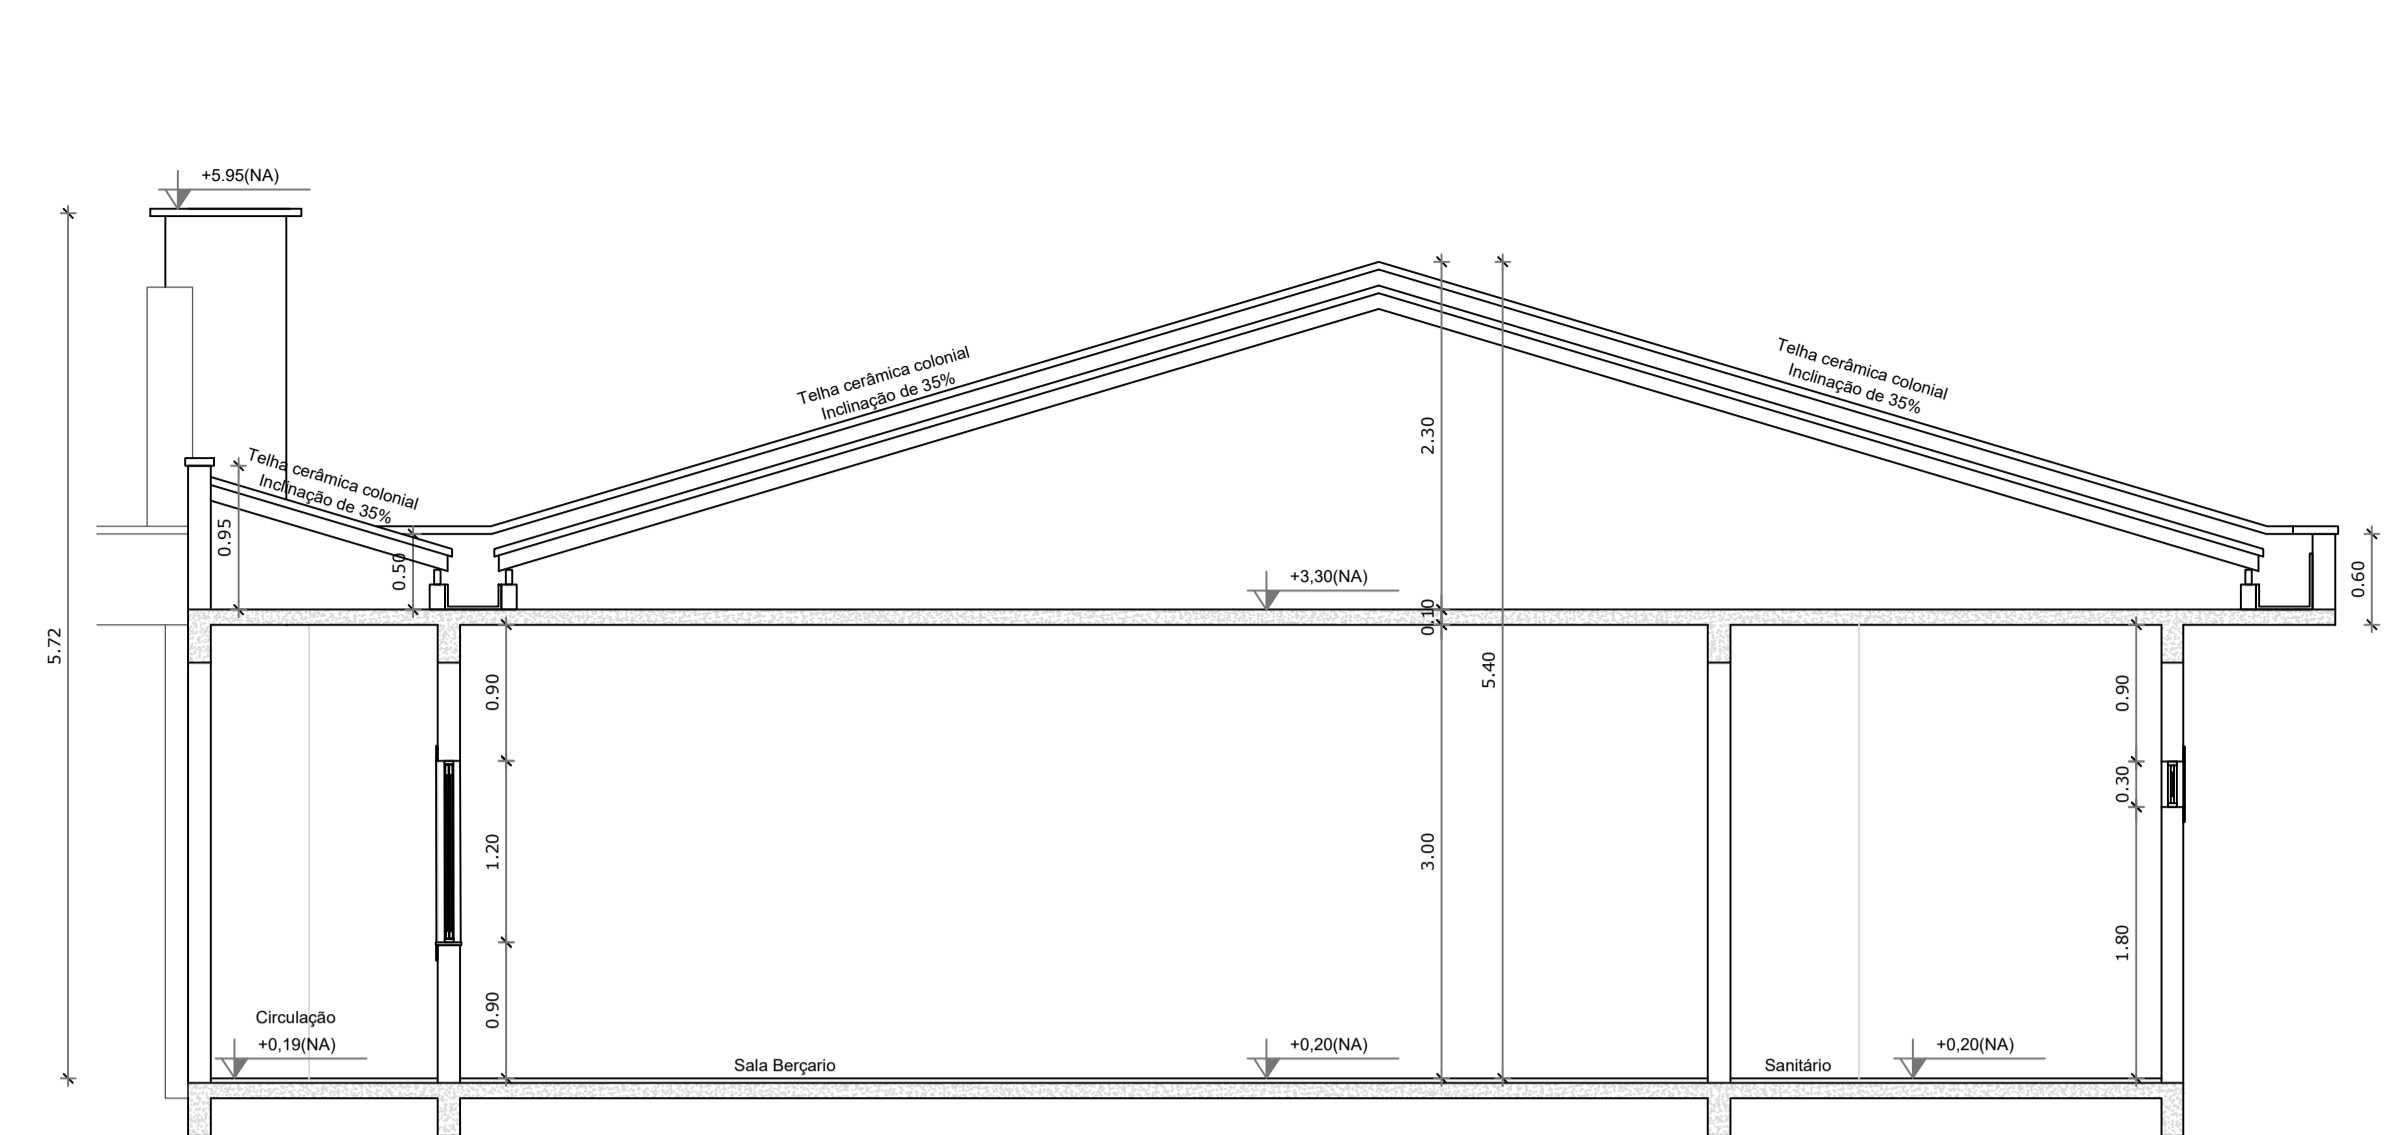 +5.95(NA)
Telha cerâmica colonial
Inclinação de 35%
Telha cerâmica colonial
Inclinação de 35%
Telha cerâmica colonial
Inclinação de 35%
2.30
0.95
0.50
+3,30(NA)
0.60
0.10
5.72
5.40
0.90
0.90
0.30
1.20
3.00
1.80
0.90
Circulação
+0,19(NA)
Sala Berçario
+0,20(NA)
Sanitário
+0,20(NA)